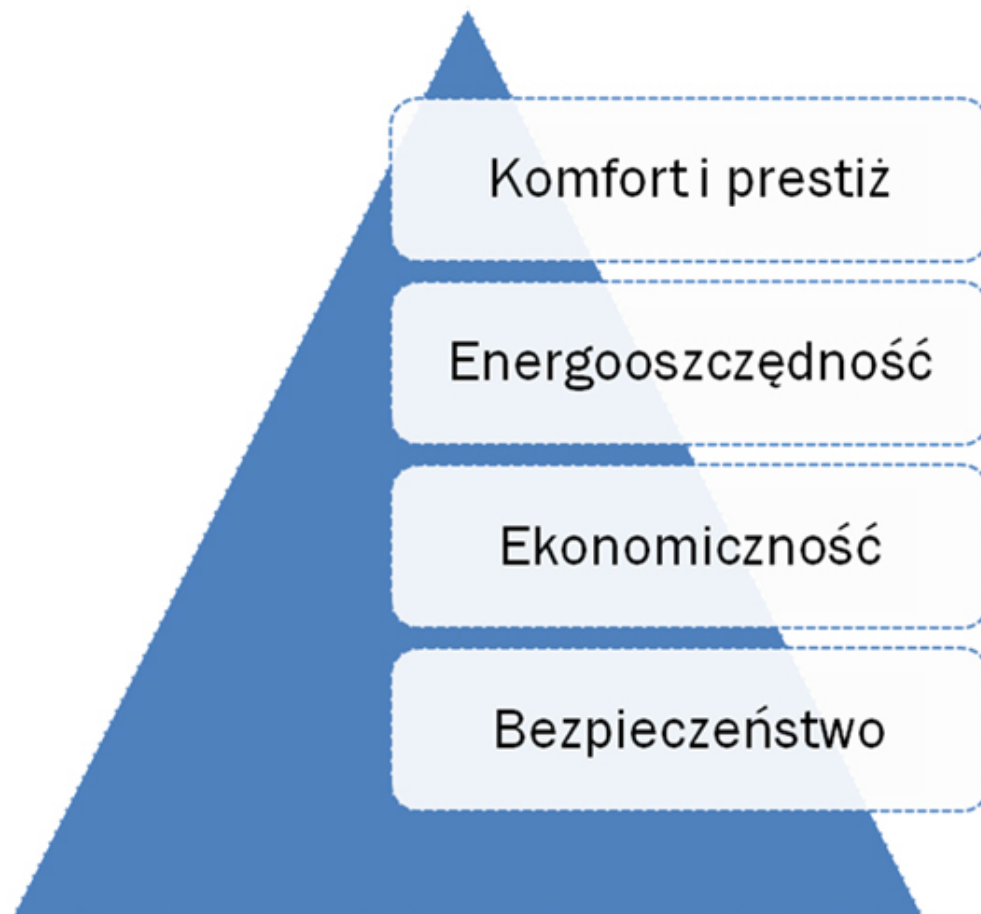 Komfort i prestiż
Energooszczędność
Ekonomiczność
Bezpieczeństwo